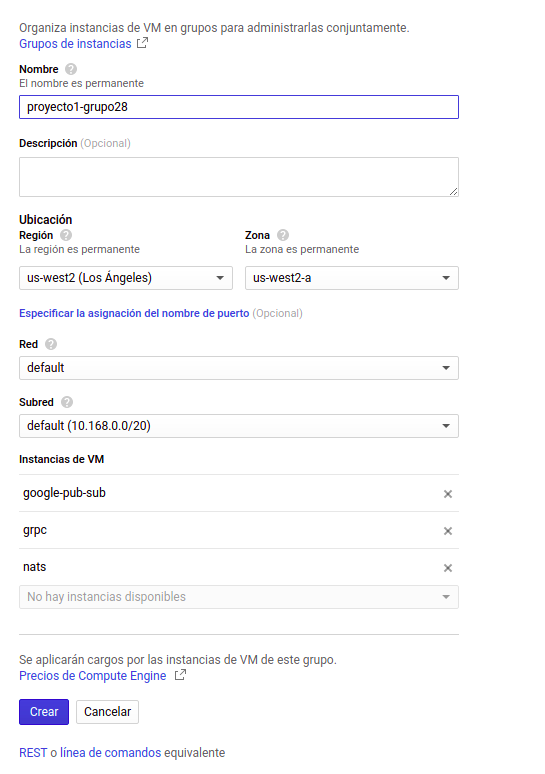 Organiza instancias de VM en grupos para administrarlas conjuntamente.
Grupos de instancias
Nombre
El nombre es permanente
proyecto1-grupo28
Descripción (Opcional)
Ubicación
Región
Zona
La región es permanente
La zona es permanente
us-west2 (Los Ángeles)
us-west2-a
Especificar la asignación del nombre de puerto (Opcional)
Red
default
Subred
default (10.168.0.0/20)
Instancias de VM
google-pub-sub
grpc
nats
No hay instancias disponibles
Se aplicarán cargos por las instancias de VM de este grupo.
Precios de Compute Engine
Crear
Cancelar
REST o línea de comandos equivalente